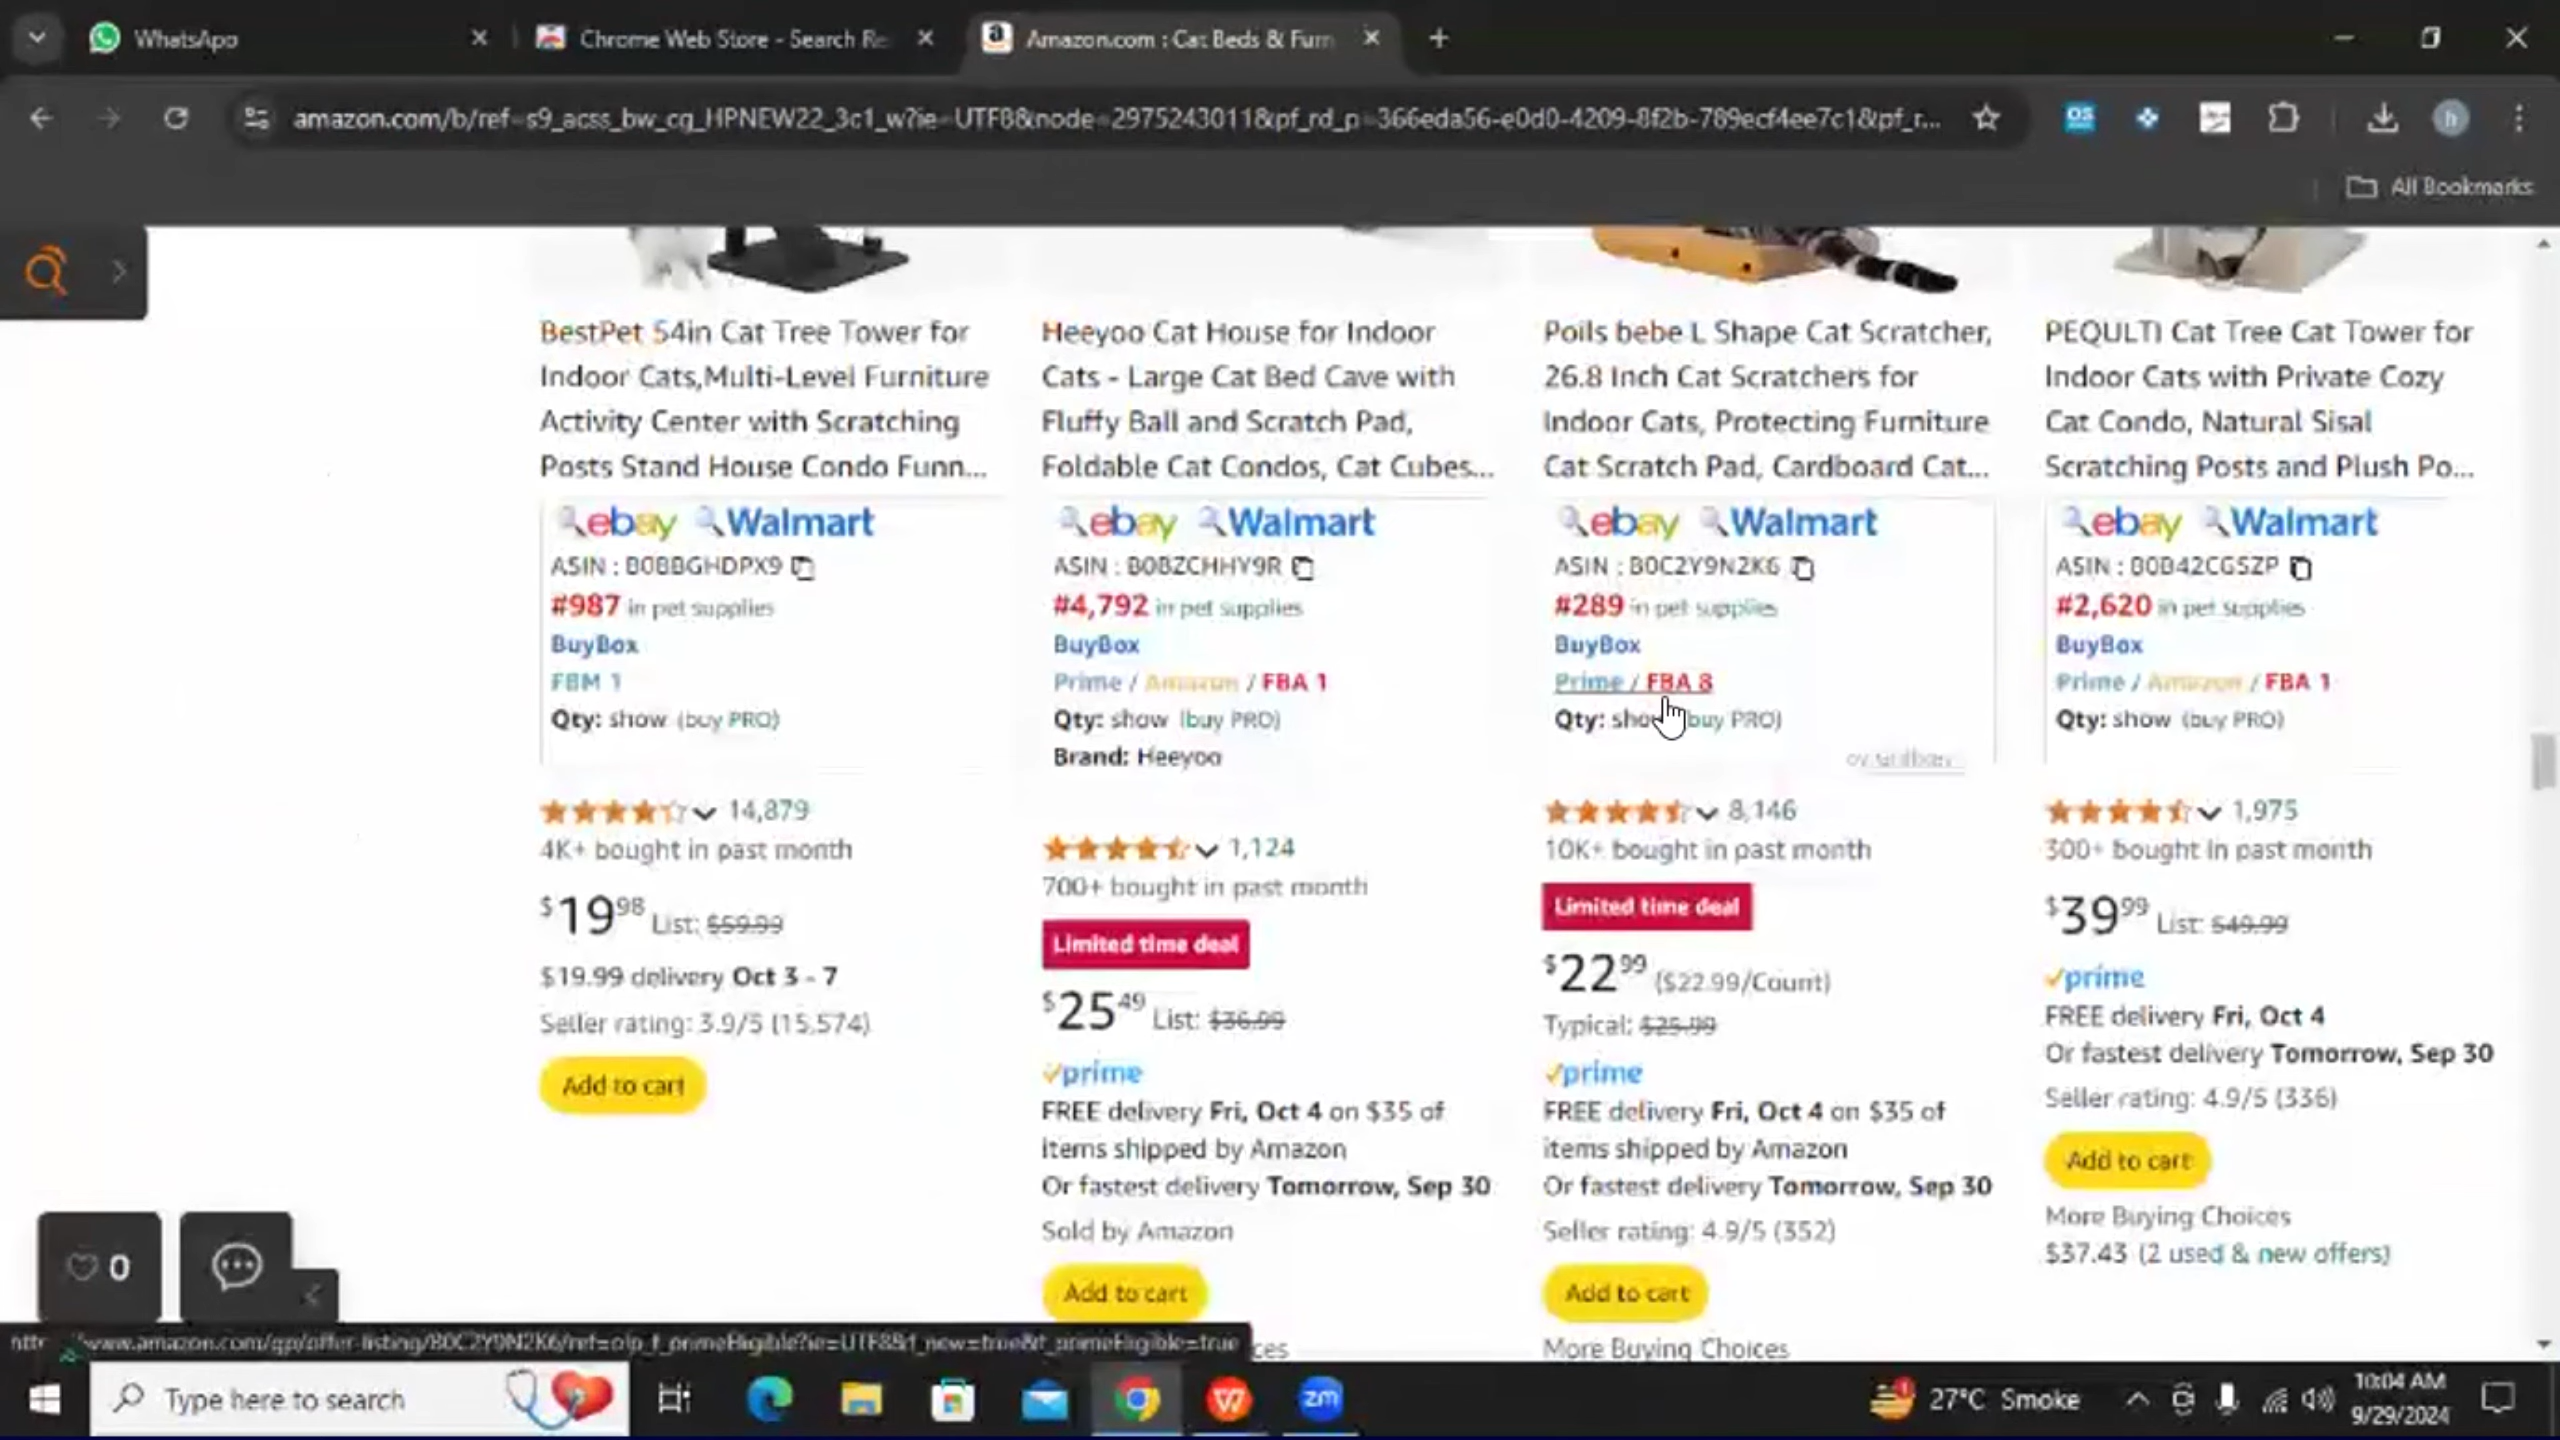 WhatsApp
Chrome Web Store - Search Re
Amazon.com : Cat Beds & Furn
amazon.com/b/ref=s9_acss_bw_cg_HPNEW22_3c1_w?ie=UTF8&node=2975243011&pf_rd_p=366eda56-e0d0-4209-8f2b-789ecf4ee7c1&pf_r...
OS
h
All Bookmarks
BestPet 54in Cat Tree Tower for
Indoor Cats,Multi-Level Furniture
Activity Center with Scratching
Posts Stand House Condo Funn...
ebay Walmart
ASIN : B0BBGHDPX9
#987 in pet supplies
BuyBox
FBM 1
Qty: show (buy PRO)
14,879
4K+ bought in past month
$19.98 List: $59.99
$19.99 delivery Oct 3 - 7
Seller rating: 3.9/5 (15,574)
Add to cart
Heeyoo Cat House for Indoor
Cats - Large Cat Bed Cave with
Fluffy Ball and Scratch Pad,
Foldable Cat Condos, Cat Cubes...
ebay Walmart
ASIN : B0BZCHHY9R
#4,792 in pet supplies
BuyBox
Prime / Amazon / FBA 1
Qty: show (buy PRO)
Brand: Heeyoo
1,124
700+ bought in past month
Limited time deal
$25.49 List: $36.99
prime
FREE delivery Fri, Oct 4 on $35 of
items shipped by Amazon
Or fastest delivery Tomorrow, Sep 30
Sold by Amazon
Add to cart
Poils bebe L Shape Cat Scratcher,
26.8 Inch Cat Scratchers for
Indoor Cats, Protecting Furniture
Cat Scratch Pad, Cardboard Cat...
ebay Walmart
ASIN : B0C2Y9N2K6
#289 in pet supplies
BuyBox
Prime / FBA 8
Qty: show (buy PRO)
8,146
10K+ bought in past month
Limited time deal
$22.99 ($22.99/Count)
Typical: $25.99
prime
FREE delivery Fri, Oct 4 on $35 of
items shipped by Amazon
Or fastest delivery Tomorrow, Sep 30
Seller rating: 4.9/5 (352)
Add to cart
More Buying Choices
PEQULTI Cat Tree Cat Tower for
Indoor Cats with Private Cozy
Cat Condo, Natural Sisal
Scratching Posts and Plush Po...
ebay Walmart
ASIN : B0B42CGSZP
#2,620 in pet supplies
BuyBox
Prime / Amazon / FBA 1
Qty: show (buy PRO)
1,975
300+ bought in past month
$39.99 List: $49.99
prime
FREE delivery Fri, Oct 4
Or fastest delivery Tomorrow, Sep 30
Seller rating: 4.9/5 (336)
Add to cart
More Buying Choices
$37.43 (2 used & new offers)
0
www.amazon.com/gp/offer-listing/B0C2Y9N2K6/ref=olp_f_primeEligible?ie=UTF8&f_new=true&f_primeEligible=true
Type here to search
zm
27°C Smoke
10:04 AM
9/29/2024